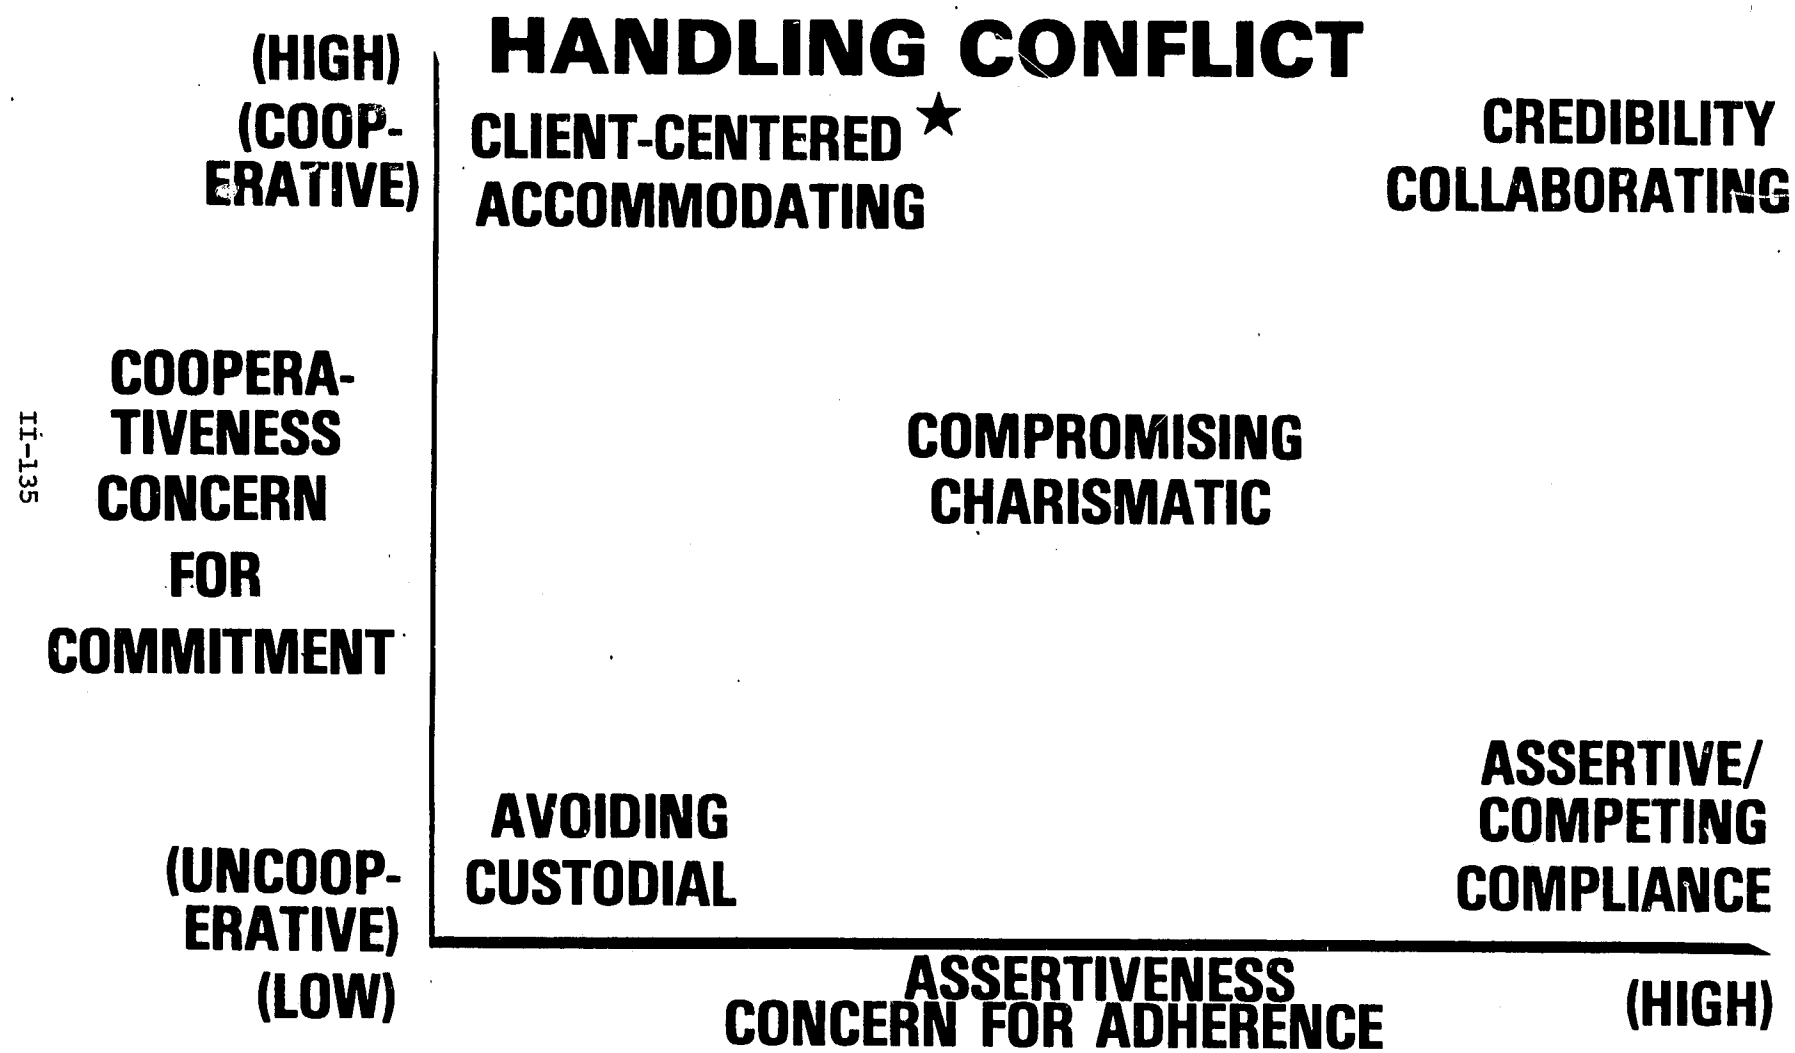 HANDLING CONFLICT
(HIGH)
(COOP-
ERATIVE)
CLIENT-CENTERED ★
ACCOMMODATING
CREDIBILITY
COLLABORATING
COOPERA-
TIVENESS
CONCERN
FOR
COMMITMENT
COMPROMISING
CHARISMATIC
AVOIDING
CUSTODIAL
ASSERTIVE/
COMPETING
COMPLIANCE
(UNCOOP-
ERATIVE)
(LOW)
ASSERTIVENESS
CONCERN FOR ADHERENCE
(HIGH)
II-135